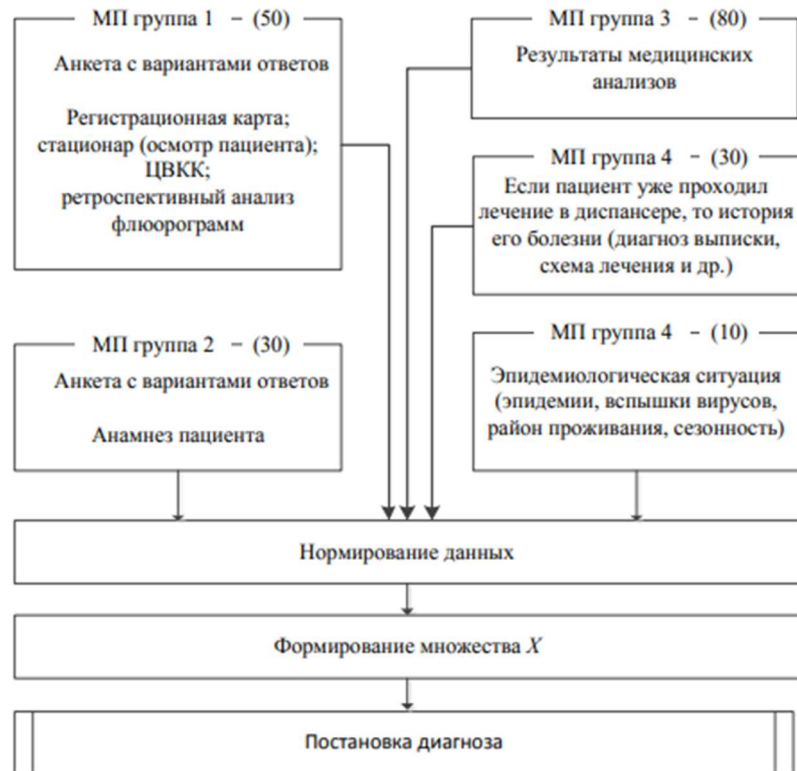 МП группа 1 – (50)
Анкета с вариантами ответов
Регистрационная карта;
стационар (осмотр пациента);
ЦВКК;
ретроспективный анализ
флюорограмм
МП группа 2 – (30)
Анкета с вариантами ответов
Анамнез пациента
МП группа 3 – (80)
Результаты медицинских
анализов
МП группа 4 – (30)
Если пациент уже проходил
лечение в диспансере, то история
его болезни (диагноз выписки,
схема лечения и др.)
МП группа 4 – (10)
Эпидемиологическая ситуация
(эпидемии, вспышки вирусов,
район проживания, сезонность)
Нормирование данных
Формирование множества X
Постановка диагноза